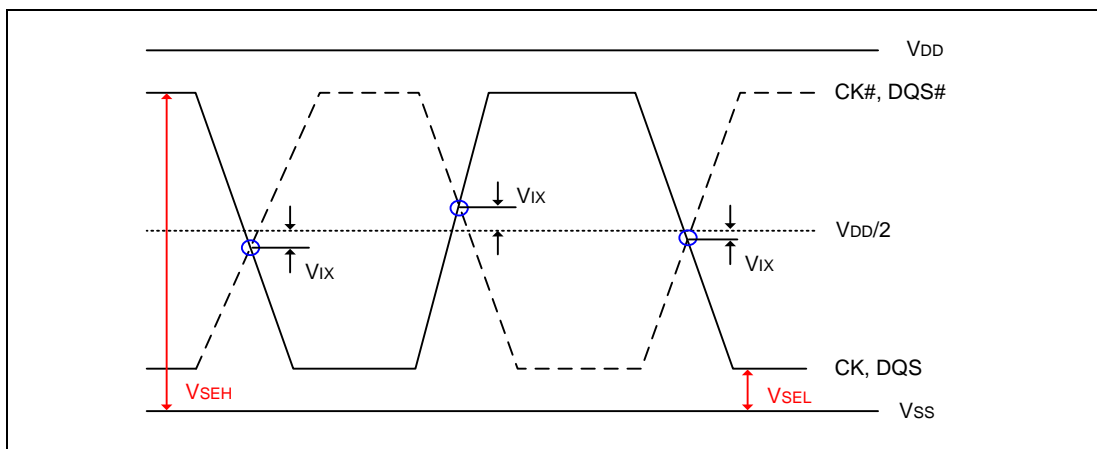 VDD
CK#, DQS#
VIX
VDD/2
VIX
VIX
CK, DQS
VSEH
VSEL
VSS